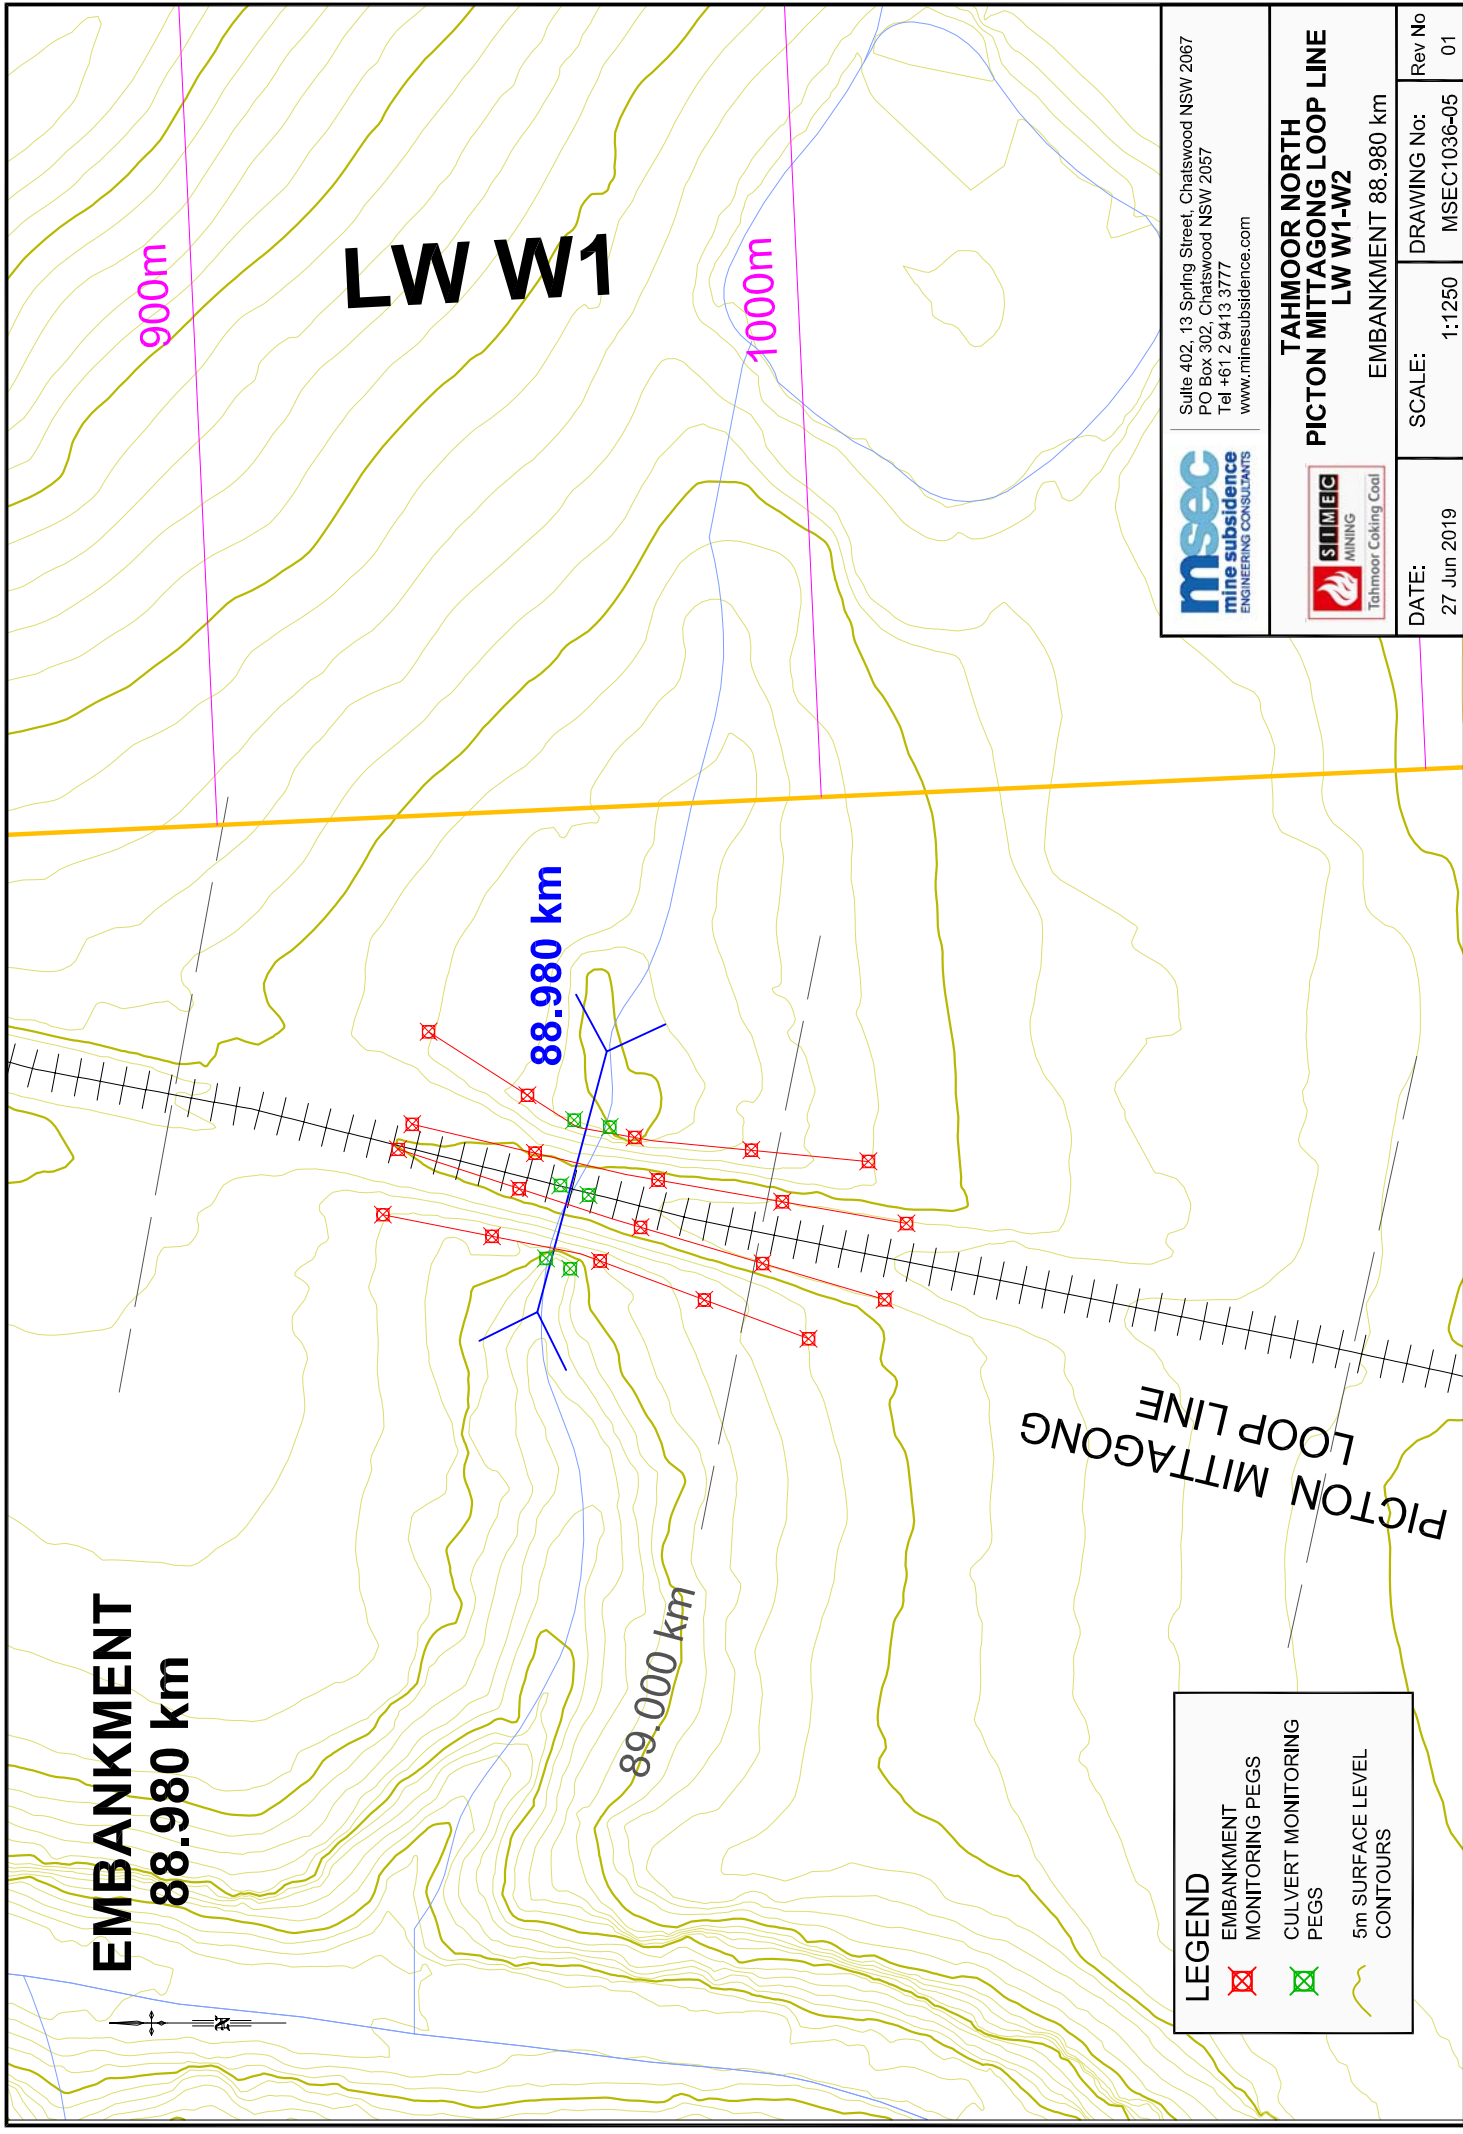 EMBANKMENT
88.980 km
88.980 km
89.000 km
PICTON MITTAGONG
LOOP LINE
900m
LW W1
1000m
N
LEGEND
EMBANKMENT
MONITORING PEGS
CULVERT MONITORING
PEGS
5m SURFACE LEVEL
CONTOURS
msec
mine subsidence
ENGINEERING CONSULTANTS
Suite 402, 13 Spring Street, Chatswood NSW 2067
PO Box 302, Chatswood NSW 2057
Tel +61 2 9413 3777
www.minesubsidence.com
SIMEC
MINING
Tahmoor Coking Coal
TAHMOOR NORTH
PICTON MITTAGONG LOOP LINE
LW W1-W2
EMBANKMENT 88.980 km
DATE:
27 Jun 2019
SCALE:
1:1250
DRAWING No:
MSEC1036-05
Rev No
01